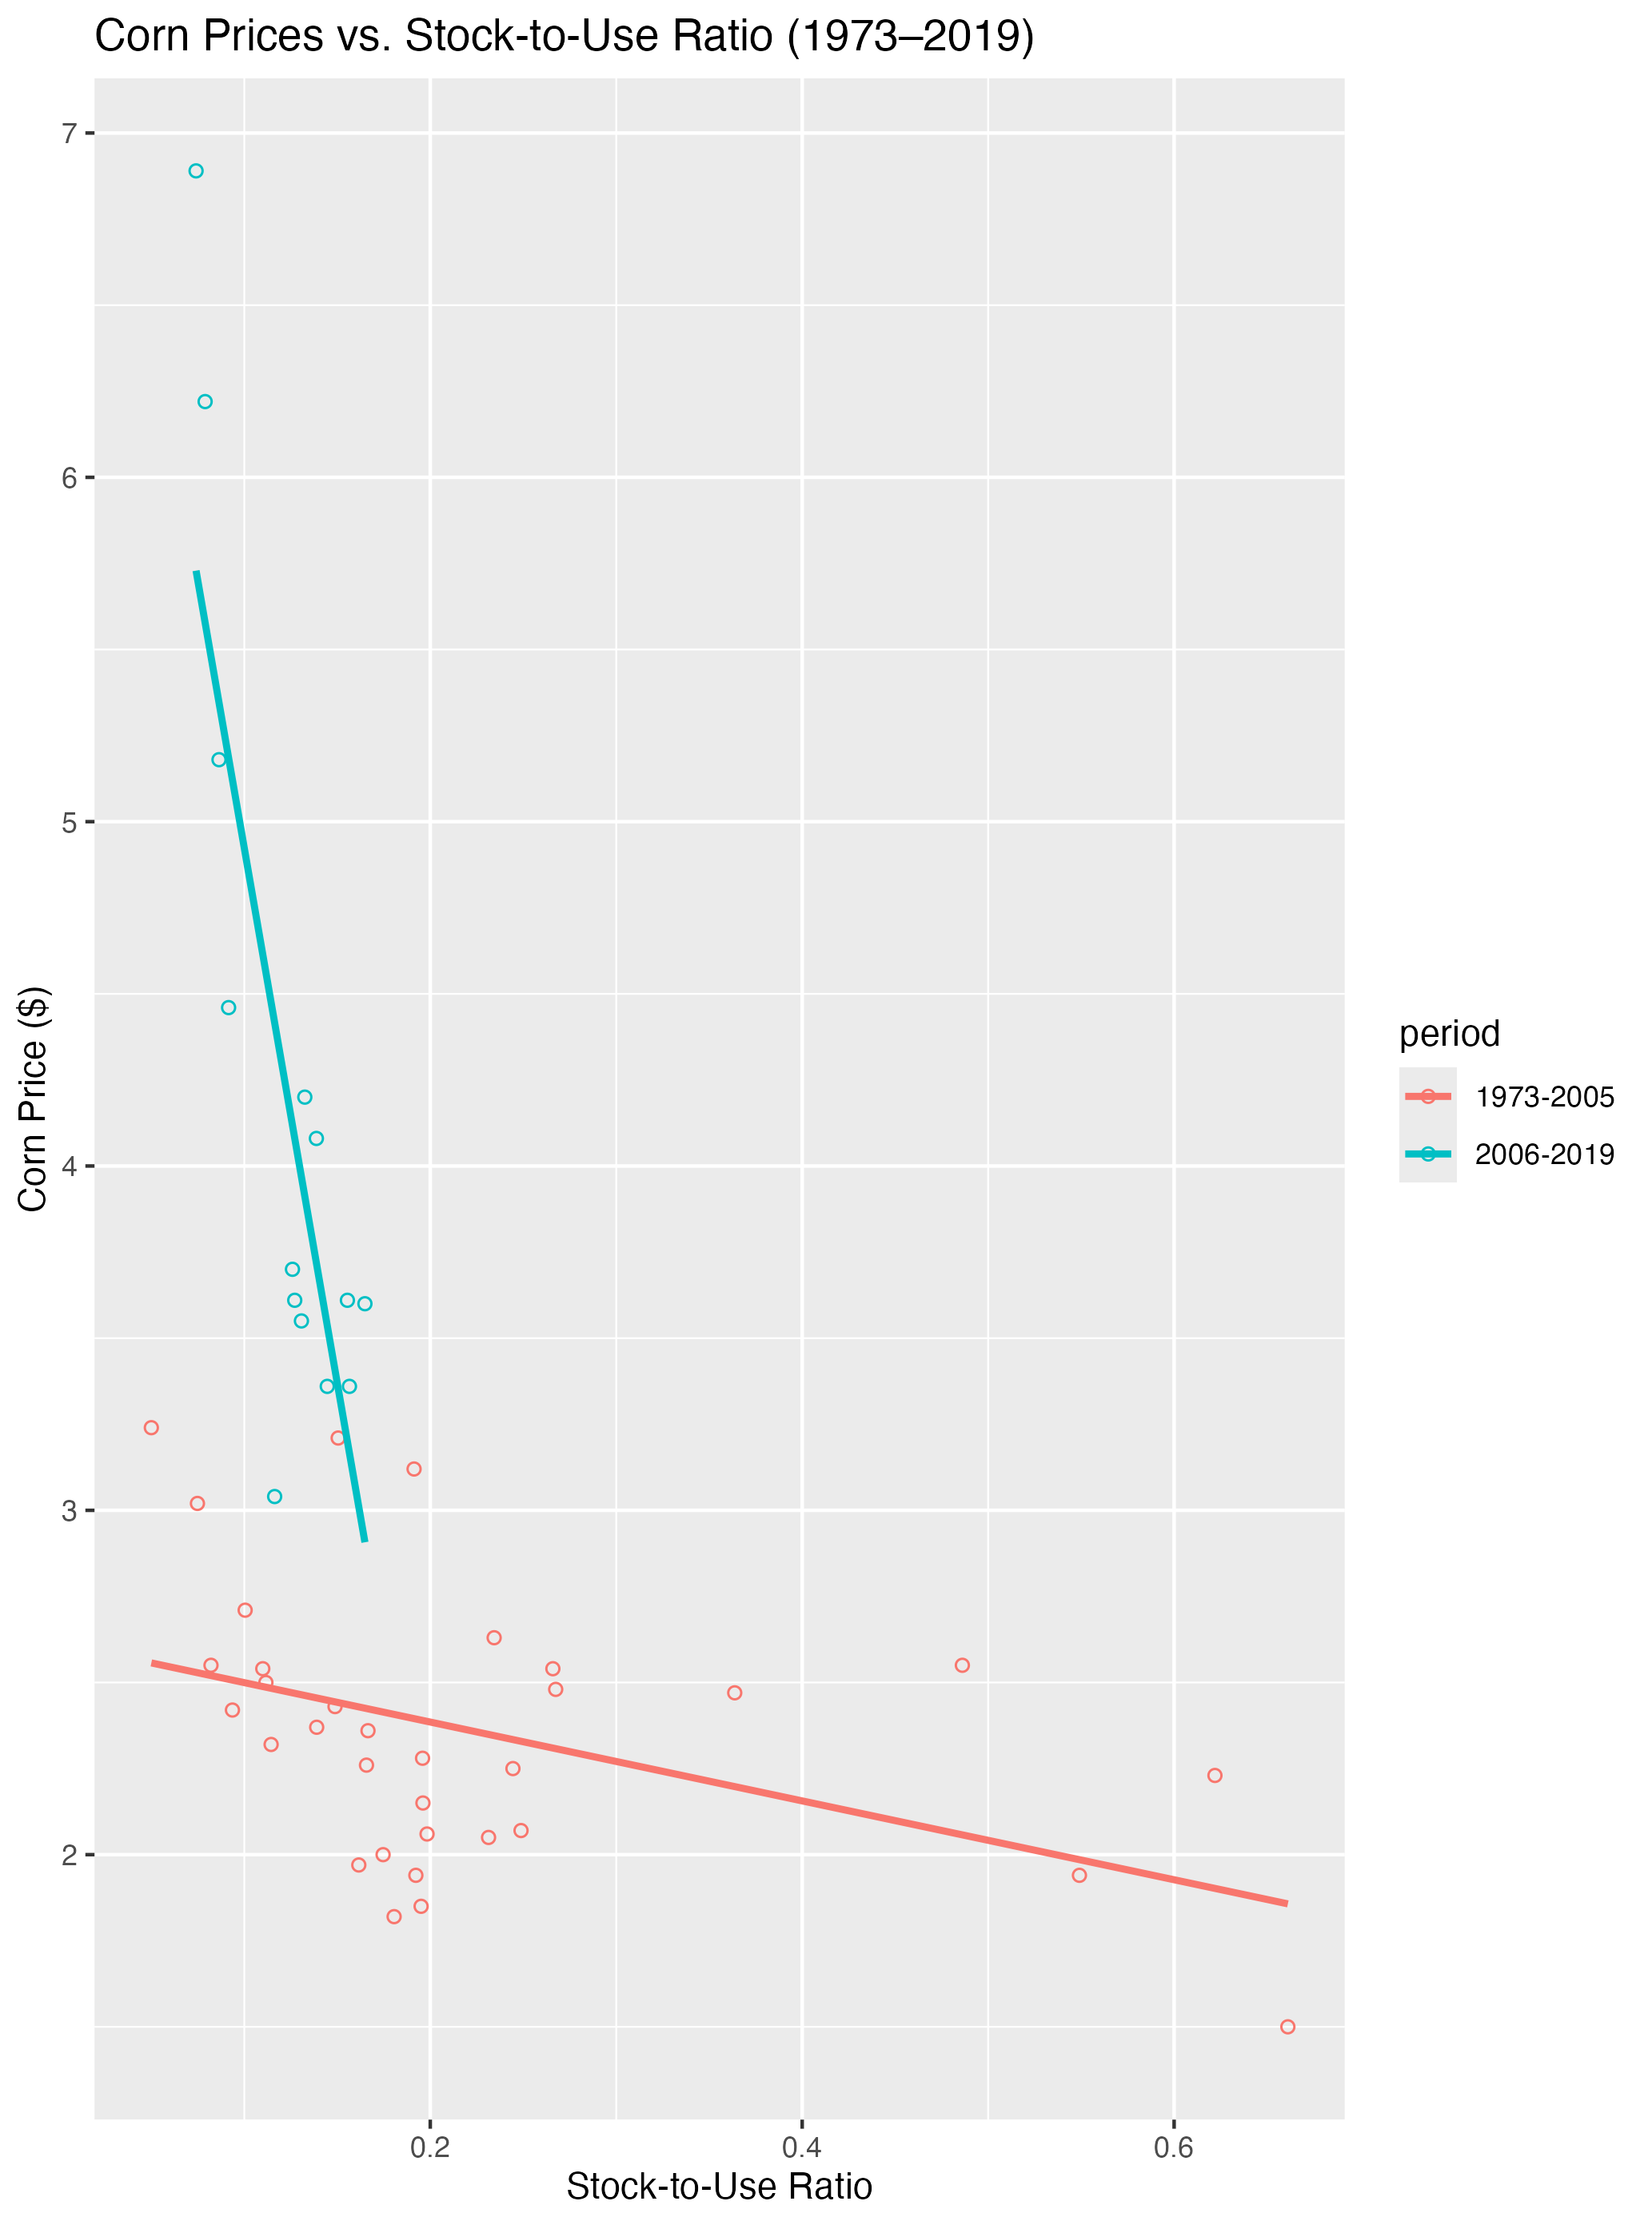 Corn Prices vs. Stock-to-Use Ratio (1973–2019)
7
6
5
4
3
2
Corn Price ($)
0.2 0.4 0.6
Stock-to-Use Ratio
period
1973-2005
2006-2019